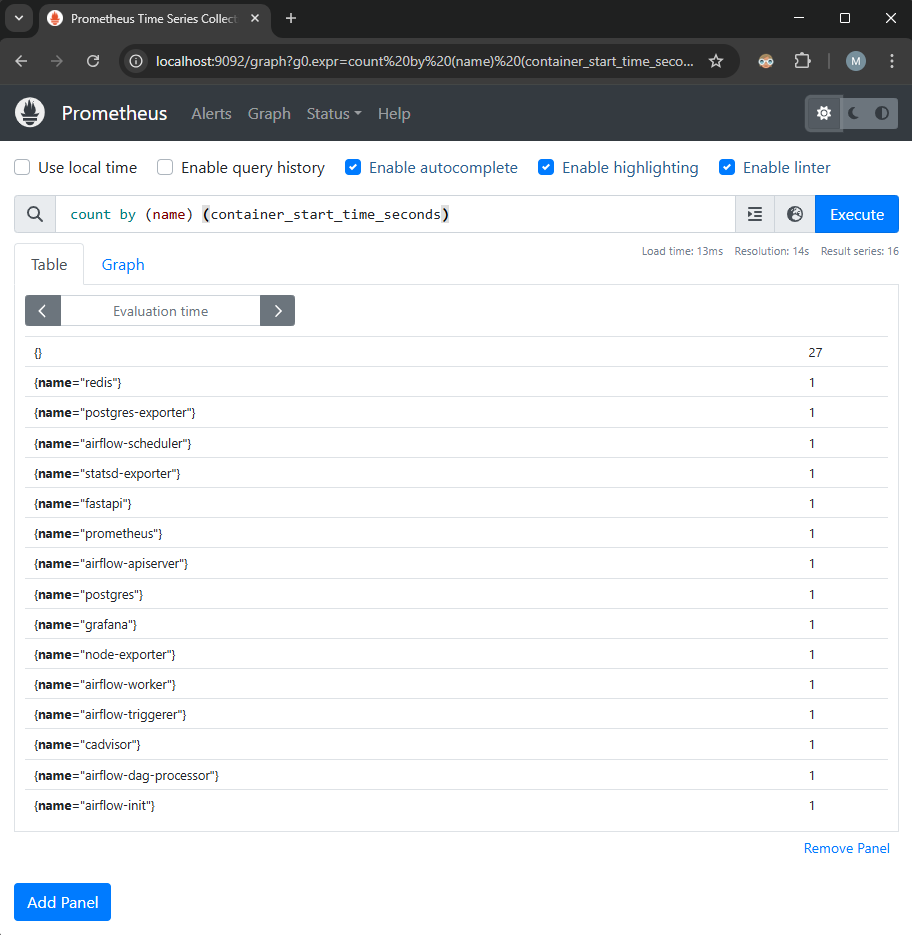 Prometheus Time Series Collect
localhost:9092/graph?g0.expr=count%20by%20(name)%20(container_start_time_seco...
M
Prometheus Alerts Graph Status Help
Use local time Enable query history Enable autocomplete Enable highlighting Enable linter
count by (name) (container_start_time_seconds)
Execute
Load time: 13ms Resolution: 14s Result series: 16
Table Graph
Evaluation time
{} 27
{name="redis"} 1
{name="postgres-exporter"} 1
{name="airflow-scheduler"} 1
{name="statsd-exporter"} 1
{name="fastapi"} 1
{name="prometheus"} 1
{name="airflow-apiserver"} 1
{name="postgres"} 1
{name="grafana"} 1
{name="node-exporter"} 1
{name="airflow-worker"} 1
{name="airflow-triggerer"} 1
{name="cadvisor"} 1
{name="airflow-dag-processor"} 1
{name="airflow-init"} 1
Remove Panel
Add Panel